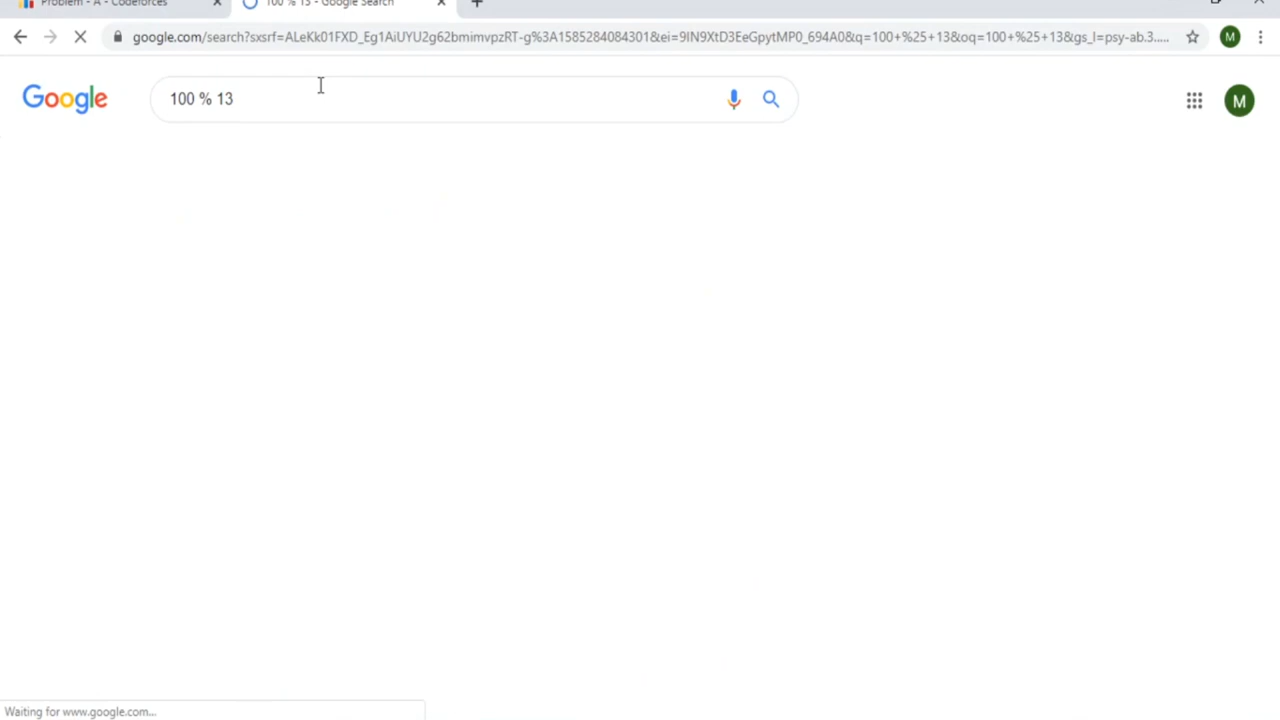 Problem - A - Codeforces
100 % 13 - Google Search
google.com/search?sxsrf=ALeKk01FXD_Eg1AiUYU2g62bmimvpzRT-g%3A1585284084301&ei=9IN9XtD3EeGpytMP0_694A0&q=100+%25+13&oq=100+%25+13&gs_l=psy-ab.3.....
M
Google
100 % 13
M
Waiting for www.google.com...